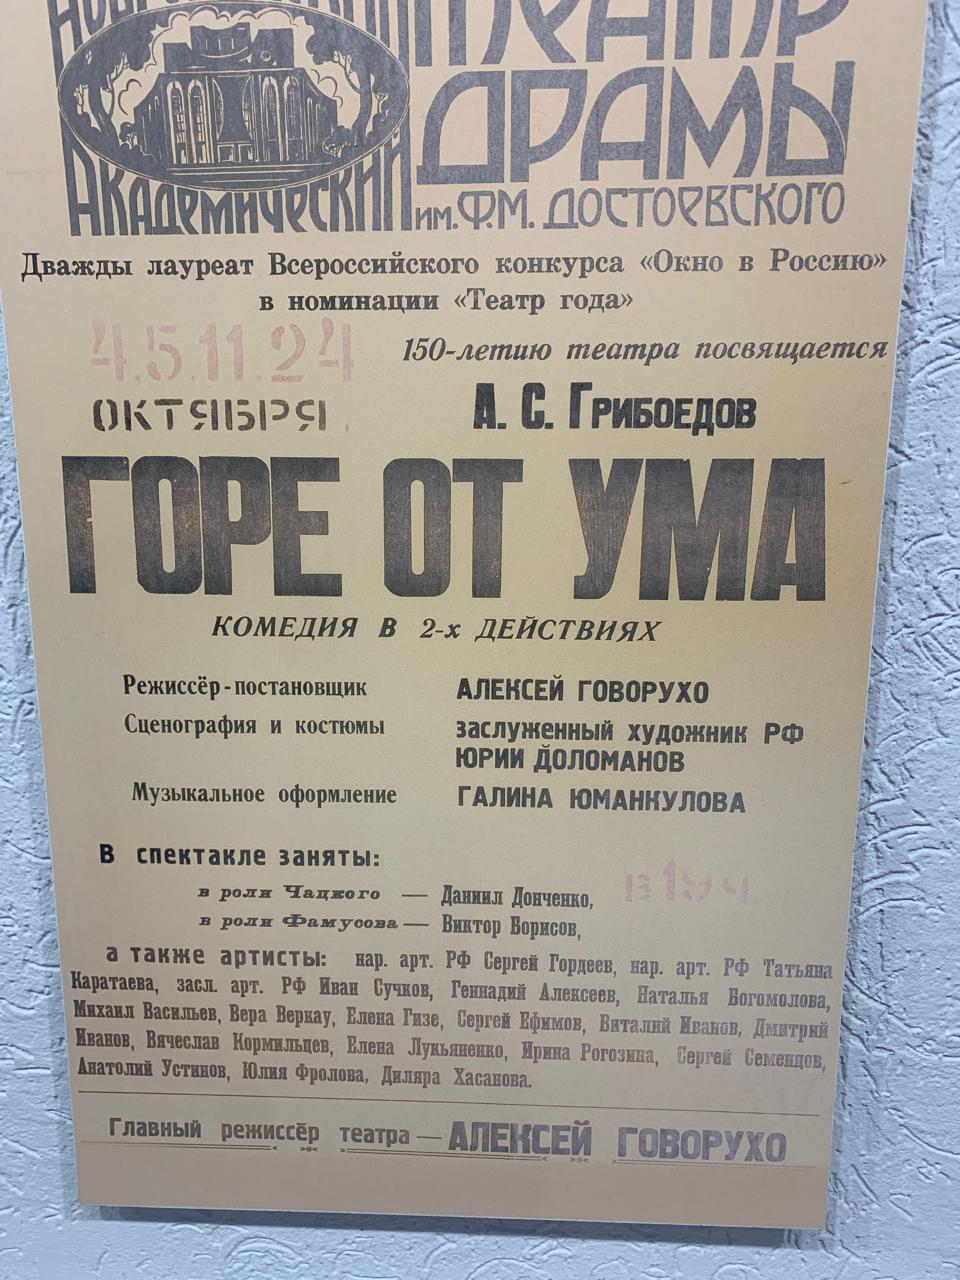 ТЕАТР
ДРАМЫ
АКАДЕМИЧЕСКИЙ им. Ф.М. ДОСТОЕВСКОГО
Дважды лауреат Всероссийского конкурса «Окно в Россию»
в номинации «Театр года»
4.5.11.24
150-летию театра посвящается
ОКТЯБРЯ.
А. С. ГРИБОЕДОВ
ГОРЕ ОТ УМА
КОМЕДИЯ В 2-х ДЕЙСТВИЯХ
Режиссёр-постановщик АЛЕКСЕЙ ГОВОРУХО
Сценография и костюмы заслуженный художник РФ
ЮРИЙ ДОЛОМАНОВ
Музыкальное оформление ГАЛИНА ЮМАНКУЛОВА
В спектакле заняты:
в 19 ч.
в роли Чацкого — Даниил Донченко,
в роли Фамусова — Виктор Борисов,
а также артисты: нар. арт. РФ Сергей Гордеев, нар. арт. РФ Татьяна
Каратаева, засл. арт. РФ Иван Сучков, Геннадий Алексеев, Наталья Богомолова,
Михаил Васильев, Вера Веркау, Елена Гизе, Сергей Ефимов, Виталий Иванов, Дмитрий
Иванов, Вячеслав Кормильцев, Елена Лукьяненко, Ирина Рогозина, Сергей Семенцов,
Анатолий Устинов, Юлия Фролова, Диляра Хасанова.
Главный режиссёр театра — АЛЕКСЕЙ ГОВОРУХО